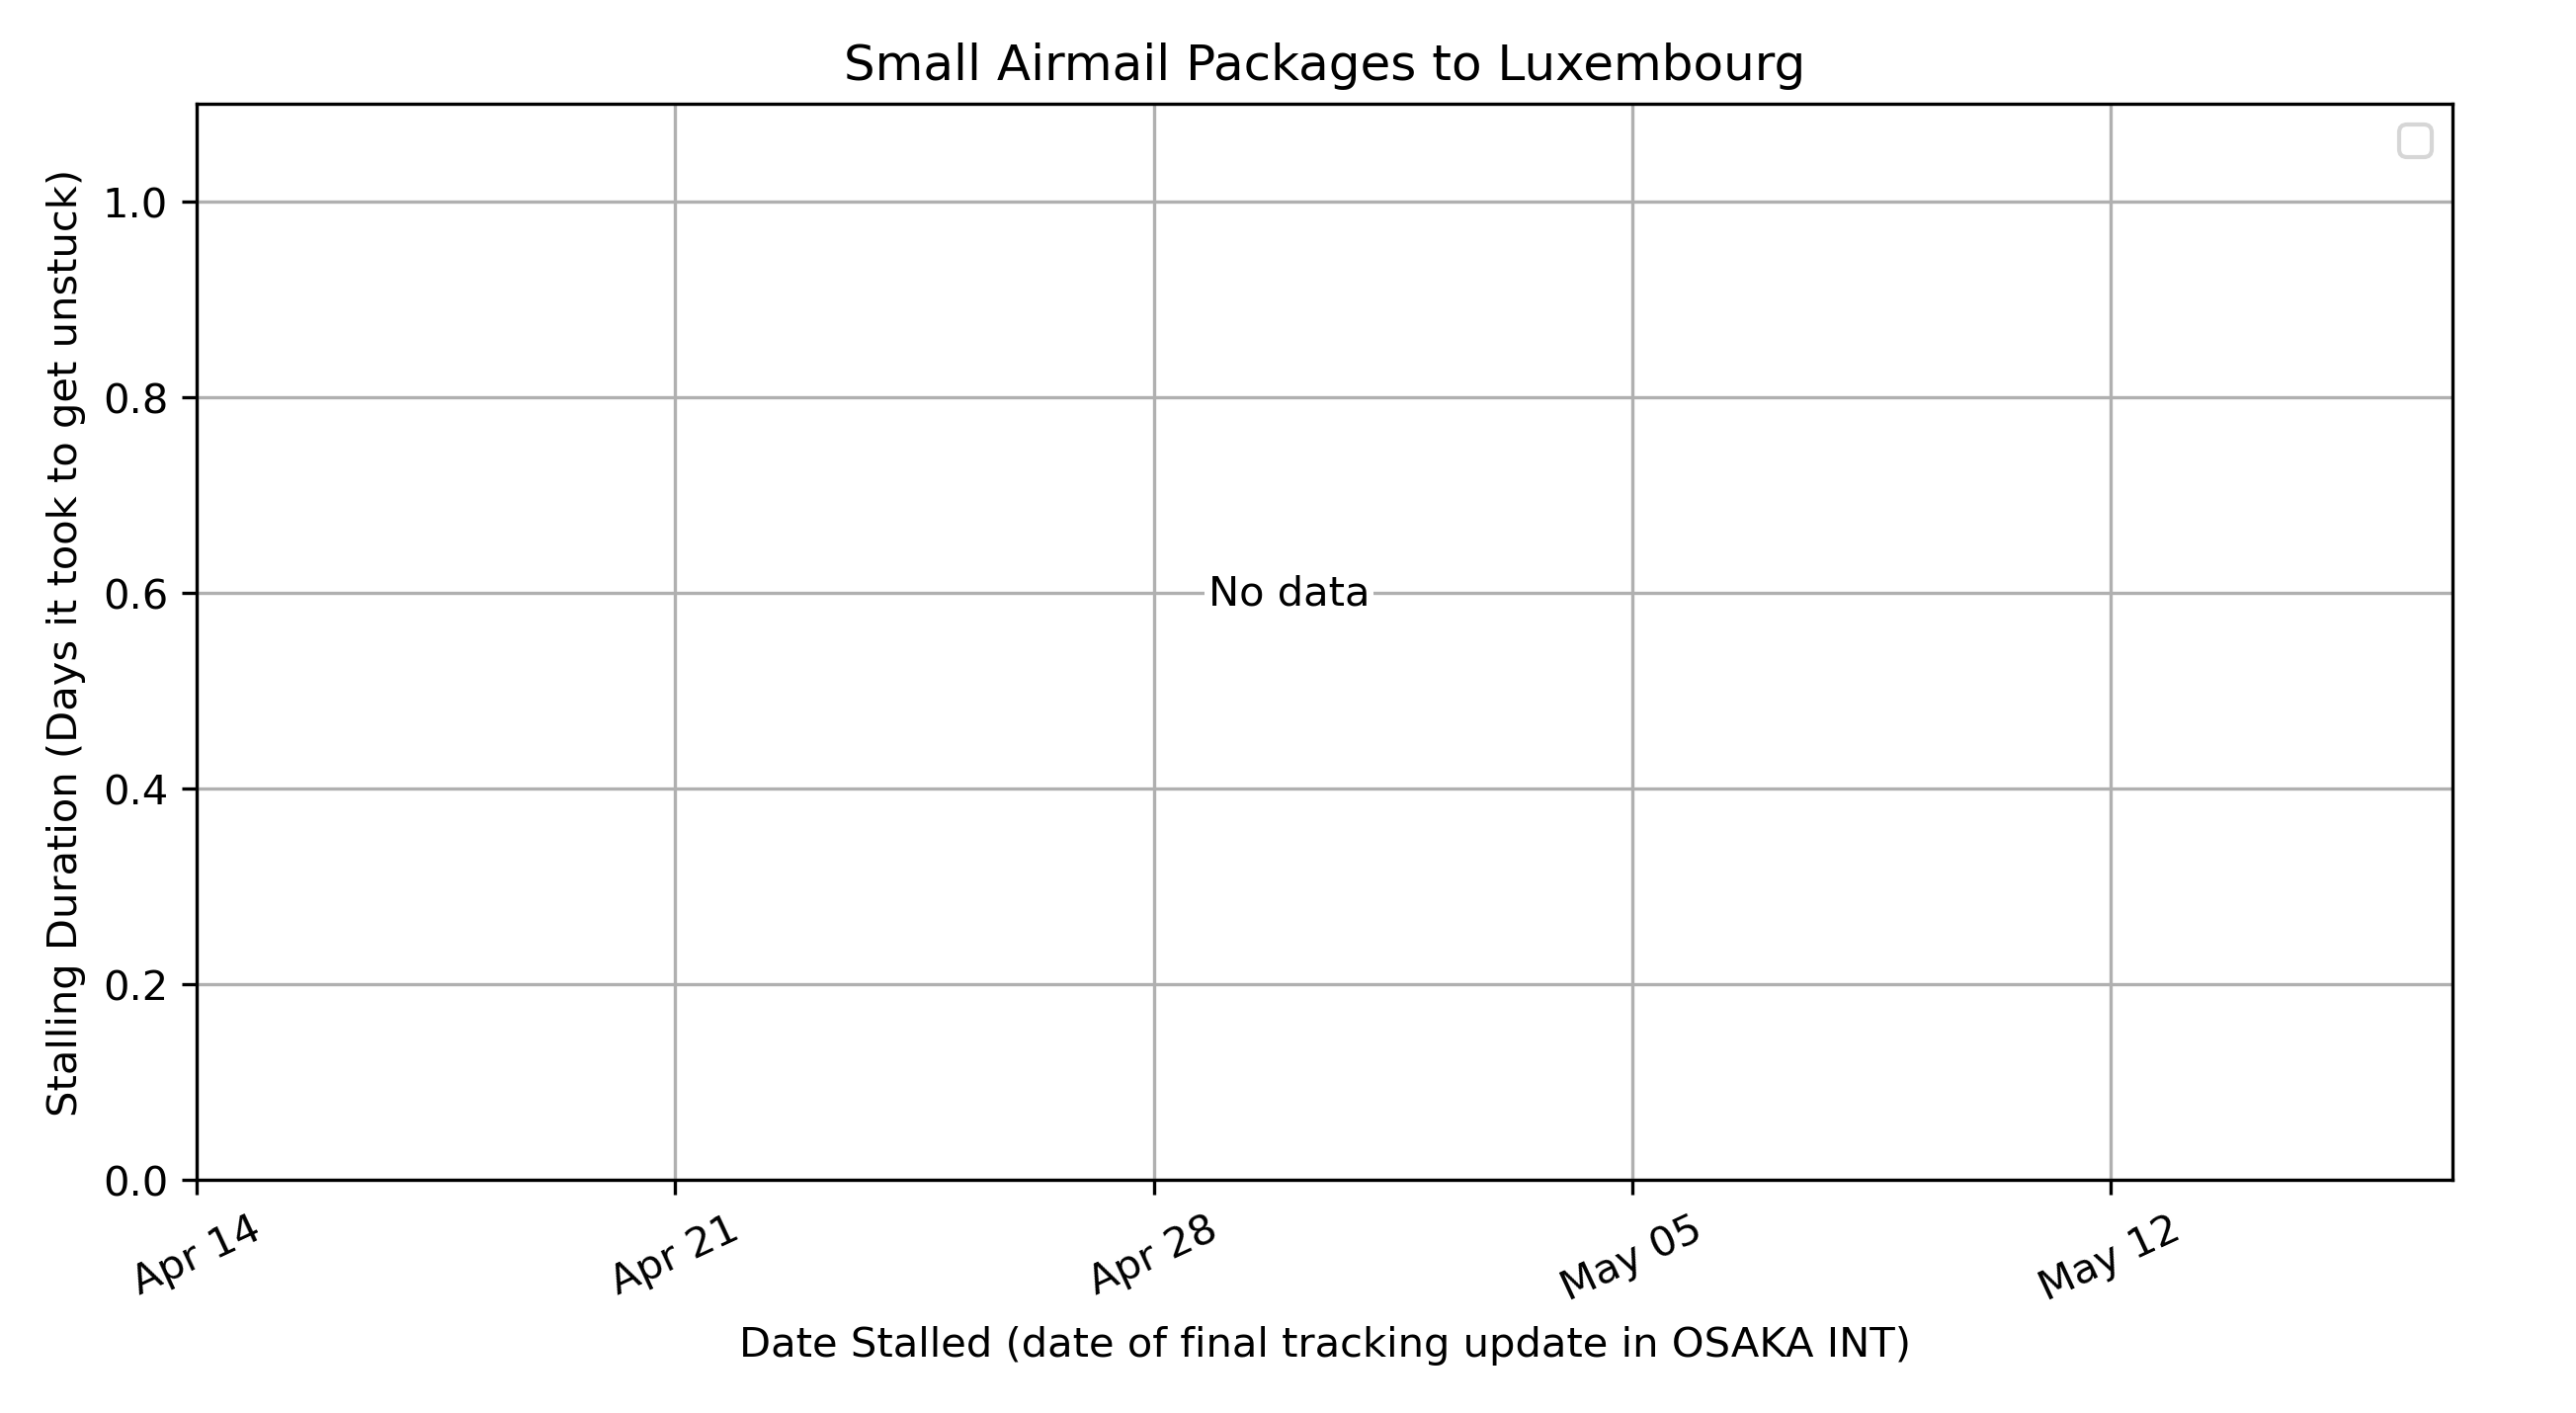 Small Airmail Packages to Luxembourg
Stalling Duration (Days it took to get unstuck)
1.0
0.8
0.6
0.4
0.2
0.0
No data
Apr 14
Apr 21
Apr 28
May 05
May 12
Date Stalled (date of final tracking update in OSAKA INT)